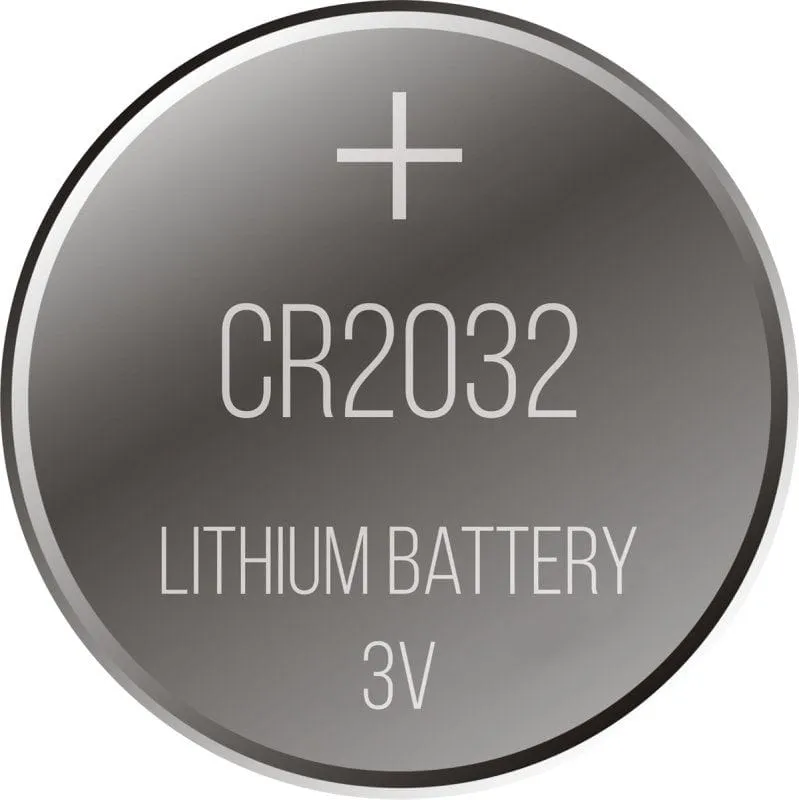 +
CR2032
LITHIUM BATTERY
3V